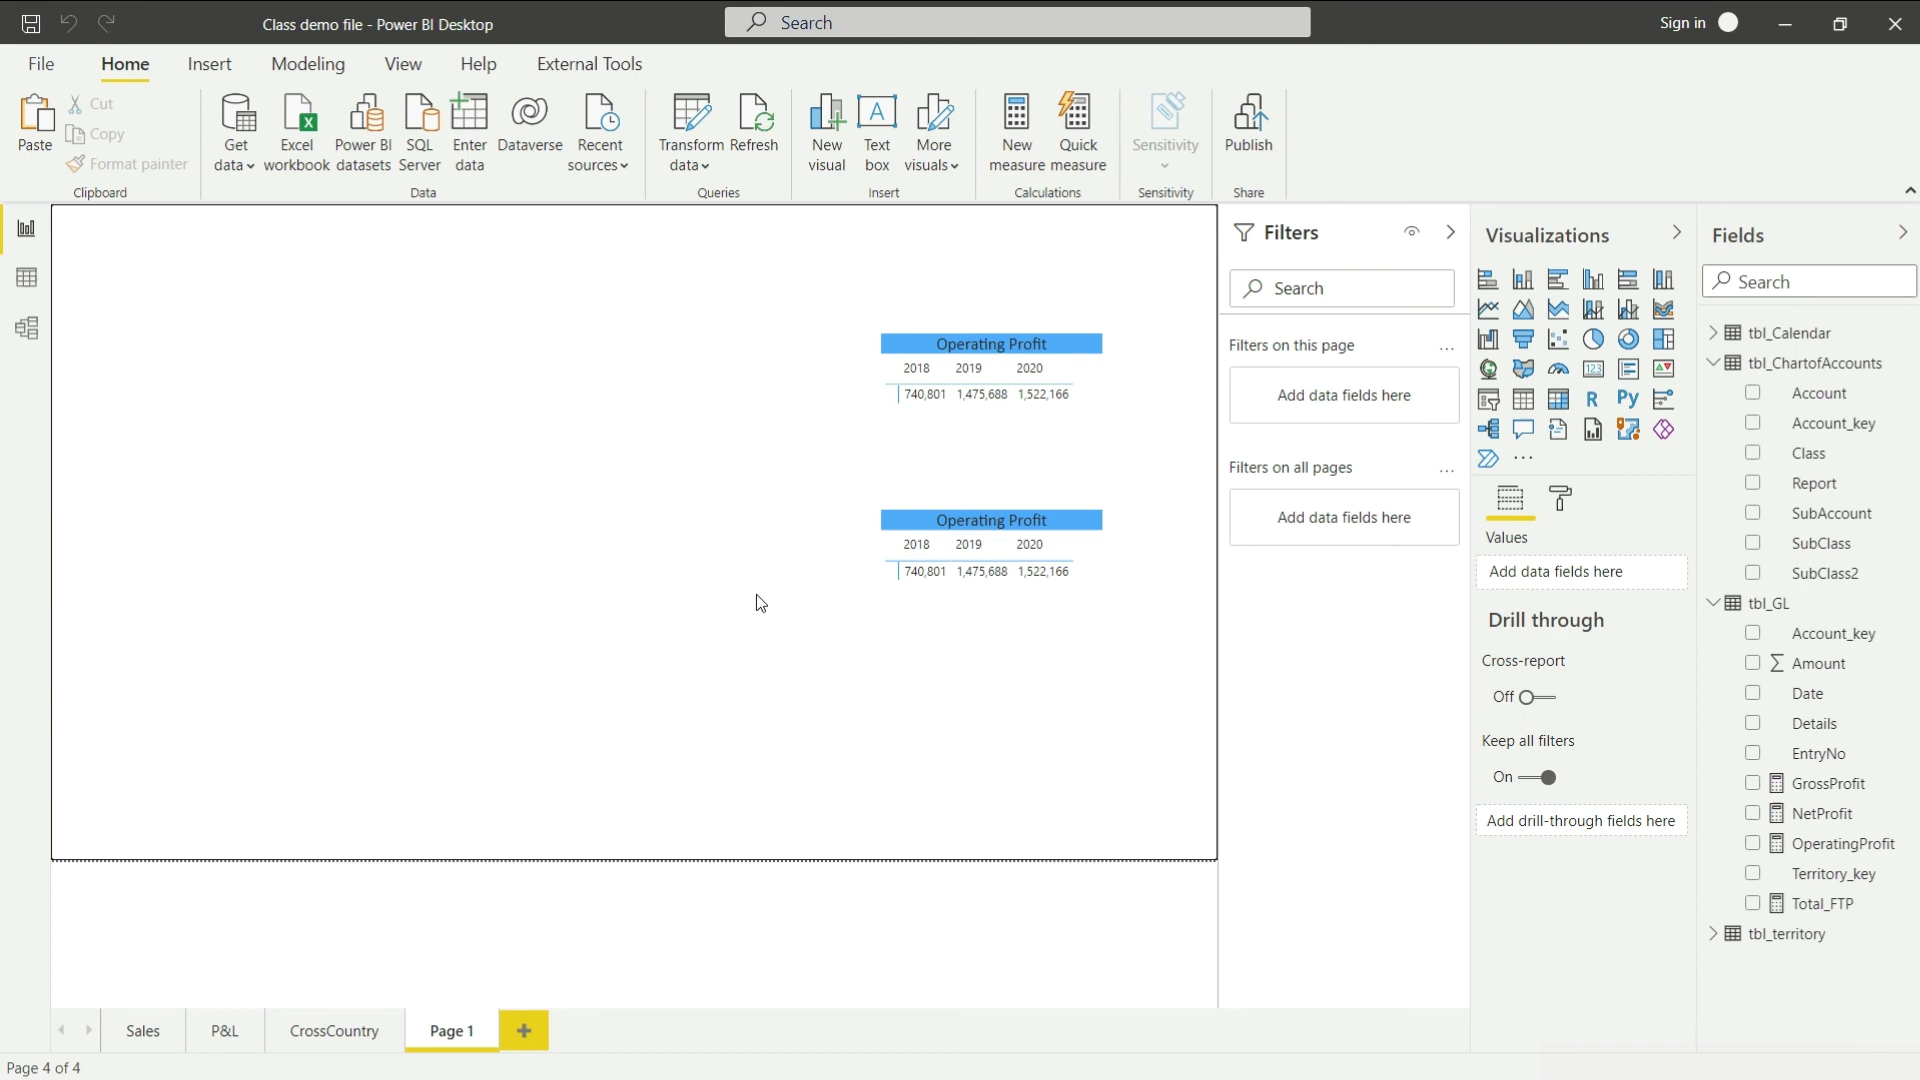 Class demo file - Power BI Desktop
Search
Sign in
File
Home
Insert
Modeling
View
Help
External Tools
Paste
Cut
Copy
Format painter
Clipboard
Get
data
Excel
workbook
Power BI
datasets
SQL
Server
Enter
data
Dataverse
Recent
sources
Data
Transform
data
Refresh
Queries
New
visual
Text
box
More
visuals
Insert
New
measure
Quick
measure
Calculations
Sensitivity
Sensitivity
Publish
Share
Operating Profit
2018 2019 2020
740,801 1,475,688 1,522,166
Operating Profit
2018 2019 2020
740,801 1,475,688 1,522,166
Filters
Search
Filters on this page
...
Add data fields here
Filters on all pages
...
Add data fields here
Visualizations
123
R
Py
...
Values
Add data fields here
Drill through
Cross-report
Off
Keep all filters
On
Add drill-through fields here
Fields
Search
tbl_Calendar
tbl_ChartofAccounts
Account
Account_key
Class
Report
SubAccount
SubClass
SubClass2
tbl_GL
Account_key
∑ Amount
Date
Details
EntryNo
GrossProfit
NetProfit
OperatingProfit
Territory_key
Total_FTP
tbl_territory
Sales
P&L
CrossCountry
Page 1
+
Page 4 of 4